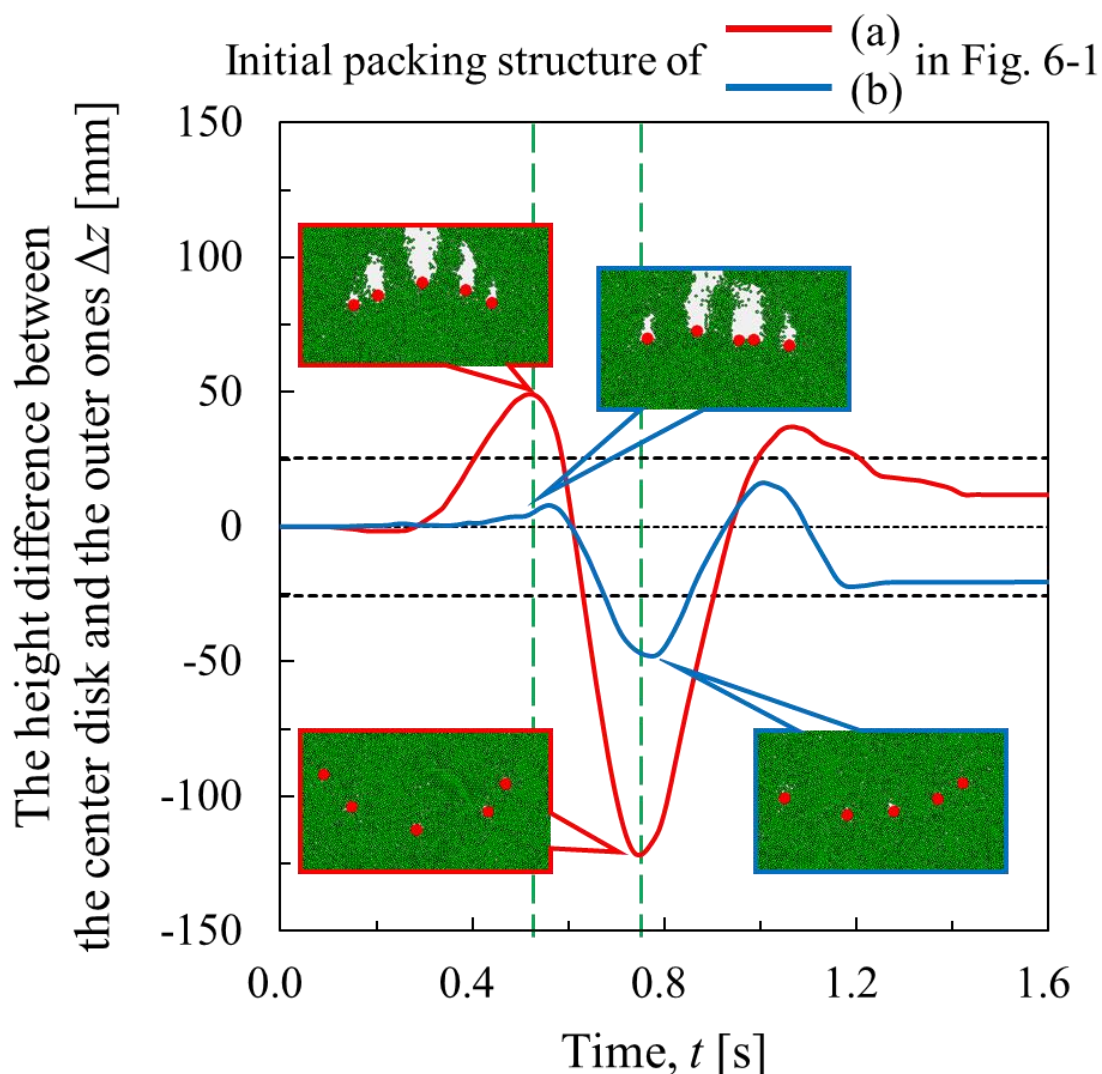 Initial packing structure of (a) in Fig. 6-1
(b)
The height difference between
the center disk and the outer ones Δz [mm]
150
100
50
0
-50
-100
-150
0.0 0.4 0.8 1.2 1.6
Time, t [s]